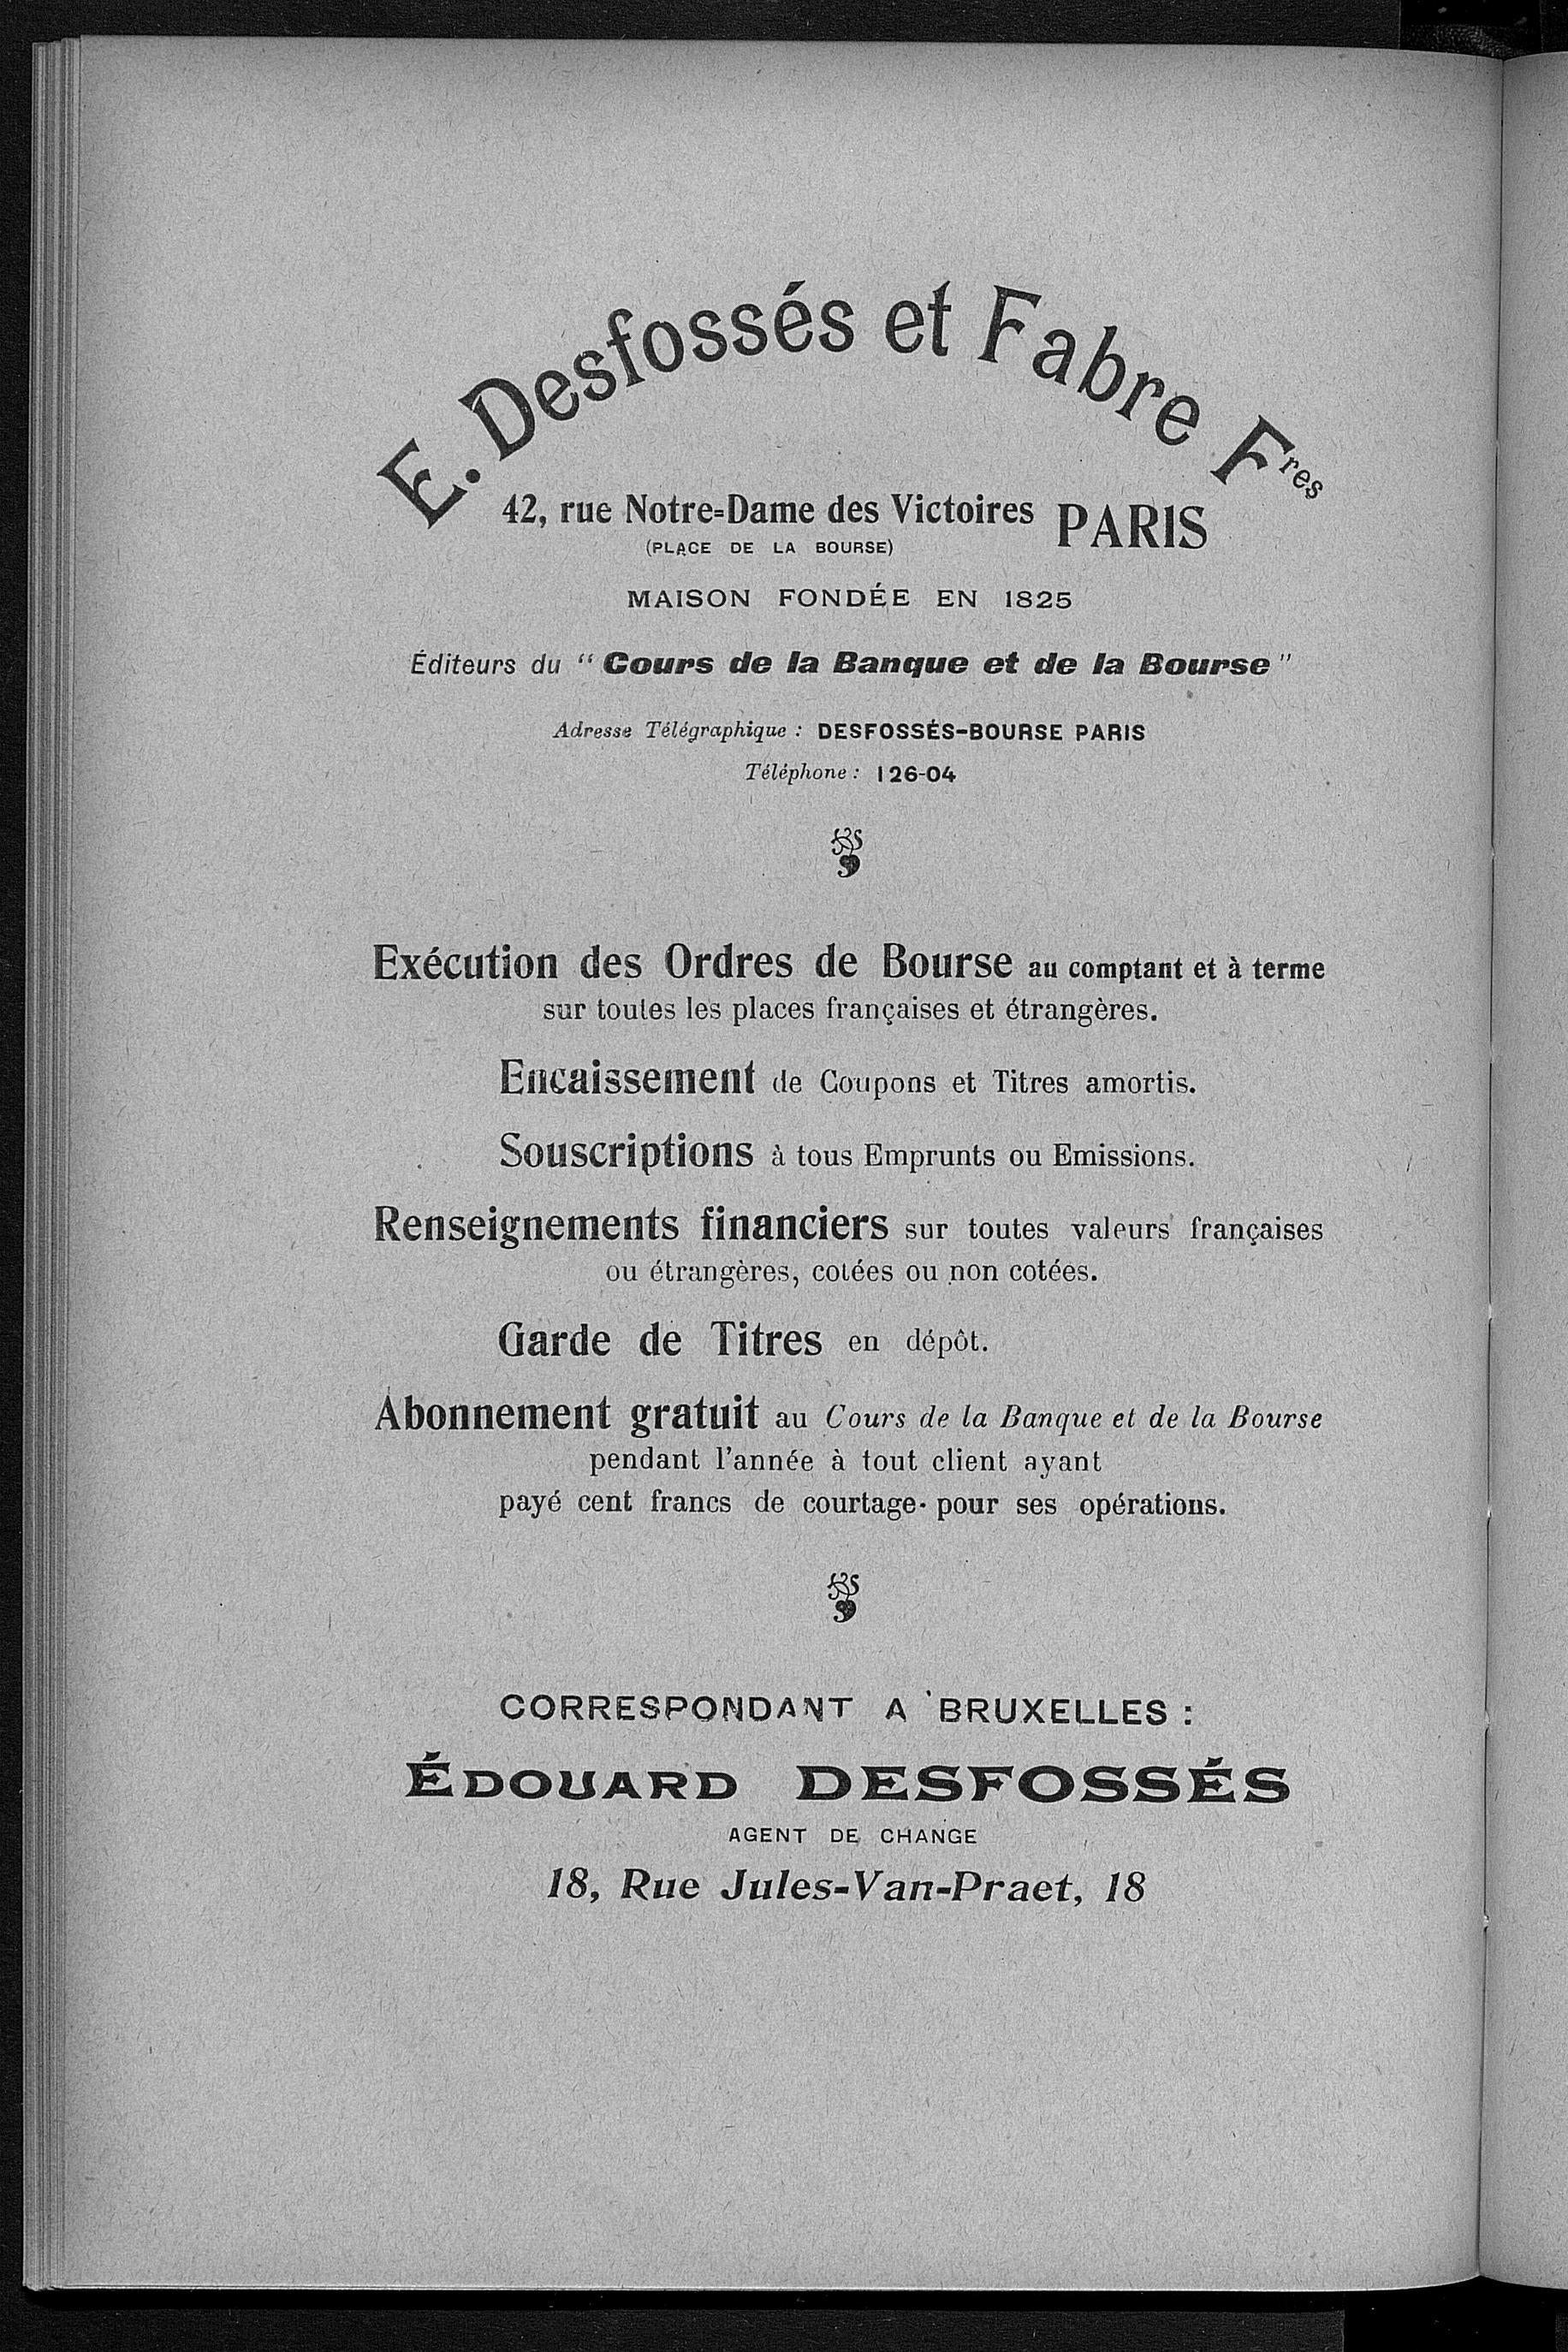 E. Desfossés et Fabre Fres
42, rue Notre=Dame des Victoires PARIS
(PLACE DE LA BOURSE)
MAISON FONDÉE EN 1825
Éditeurs du “ Cours de la Banque et de la Bourse ”
Adresse Télégraphique : DESFOSSÉS-BOURSE PARIS
Téléphone : 126-04
Exécution des Ordres de Bourse au comptant et à terme
sur toutes les places françaises et étrangères.
Encaissement de Coupons et Titres amortis.
Souscriptions à tous Emprunts ou Emissions.
Renseignements financiers sur toutes valeurs françaises
ou étrangères, cotées ou non cotées.
Garde de Titres en dépôt.
Abonnement gratuit au Cours de la Banque et de la Bourse
pendant l'année à tout client ayant
payé cent francs de courtage pour ses opérations.
CORRESPONDANT A BRUXELLES :
ÉDOUARD DESFOSSÉS
AGENT DE CHANGE
18, Rue Jules-Van-Praet, 18